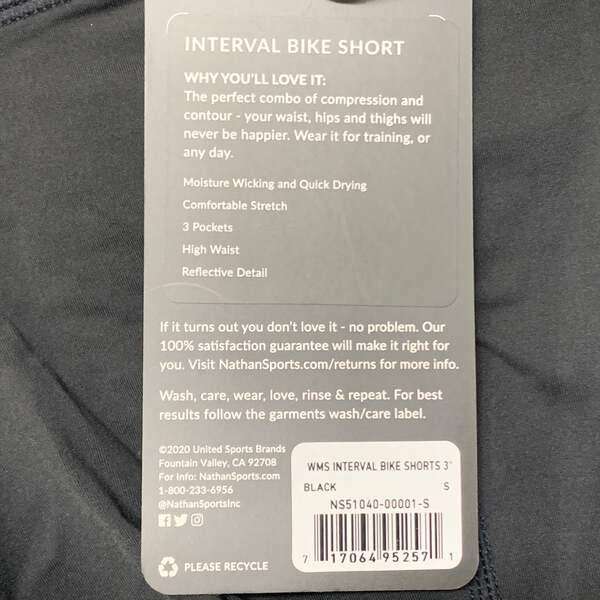 INTERVAL BIKE SHORT
WHY YOU'LL LOVE IT:
The perfect combo of compression and
contour - your waist, hips and thighs will
never be happier. Wear it for training, or
any day.
Moisture Wicking and Quick Drying
Comfortable Stretch
3 Pockets
High Waist
Reflective Detail
If it turns out you don't love it - no problem. Our
100% satisfaction guarantee will make it right for
you. Visit NathanSports.com/returns for more info.
Wash, care, wear, love, rinse & repeat. For best
results follow the garments wash/care label.
©2020 United Sports Brands
Fountain Valley, CA 92708
For Info: NathanSports.com
1-800-233-6956
@NathanSportsInc
PLEASE RECYCLE
WMS INTERVAL BIKE SHORTS 3"
BLACK S
NS51040-00001-S
7 17064 95257 1